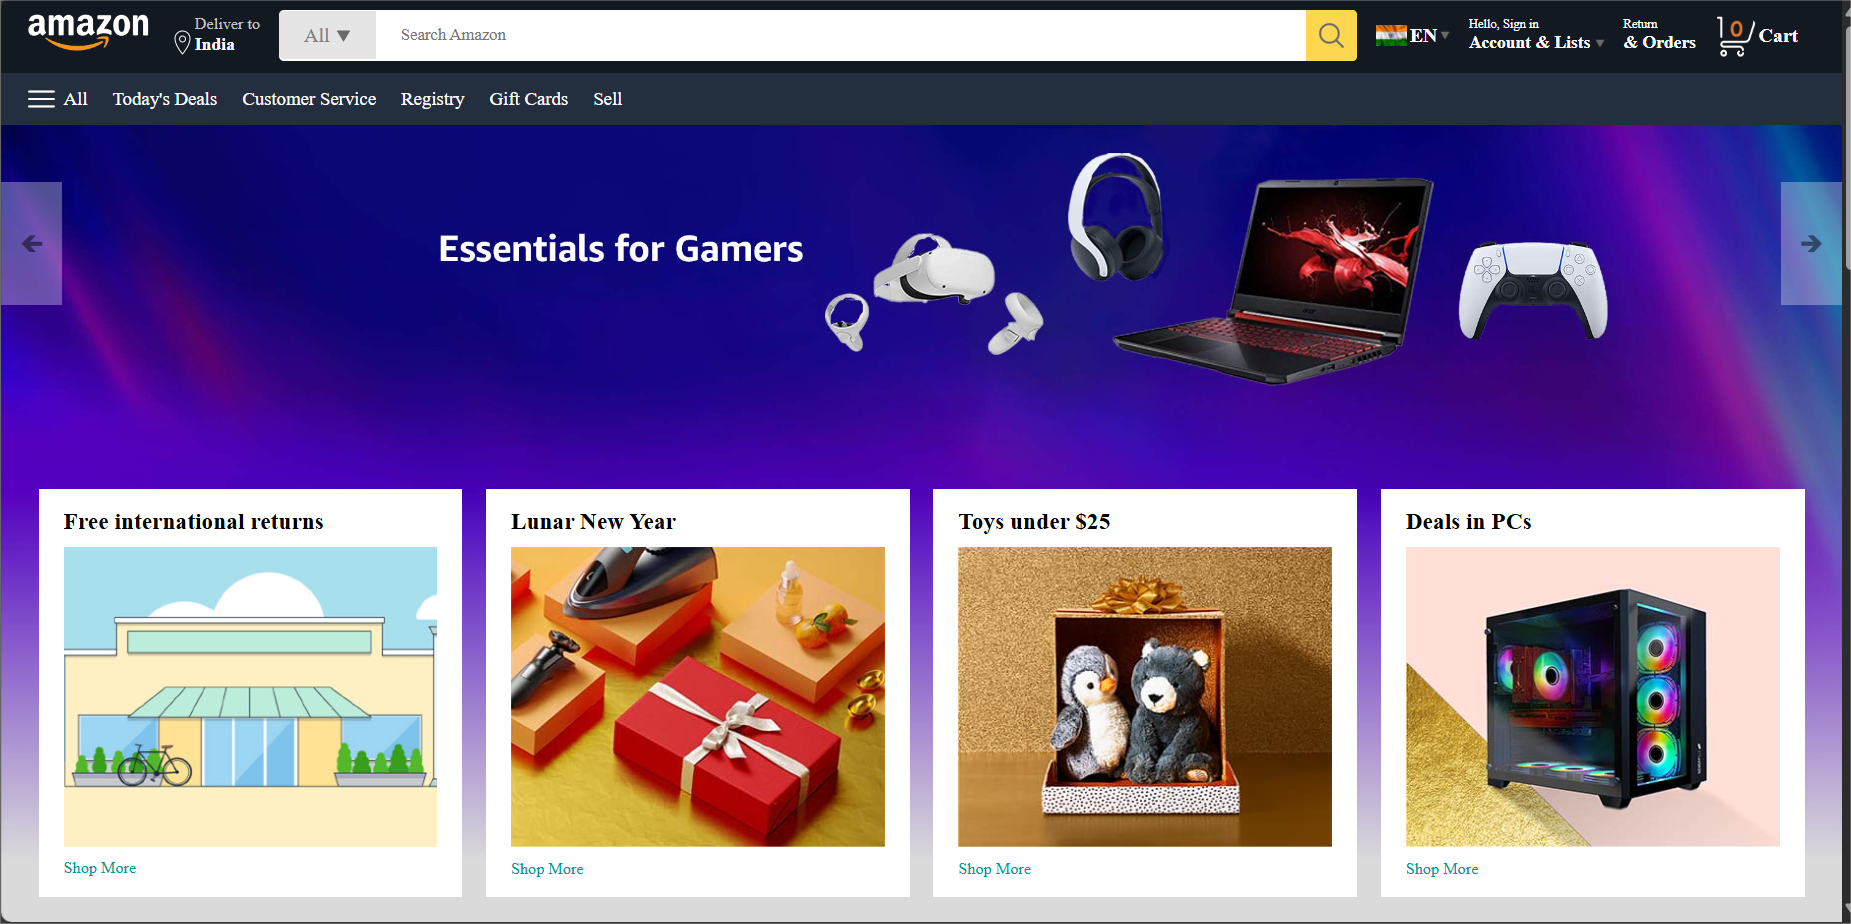 amazon
Deliver to
India
All ▼
Search Amazon
EN
Hello, Sign in
Account & Lists
Return
& Orders
0
Cart
All
Today's Deals
Customer Service
Registry
Gift Cards
Sell
Essentials for Gamers
Free international returns
Lunar New Year
Toys under $25
Deals in PCs
Shop More
Shop More
Shop More
Shop More